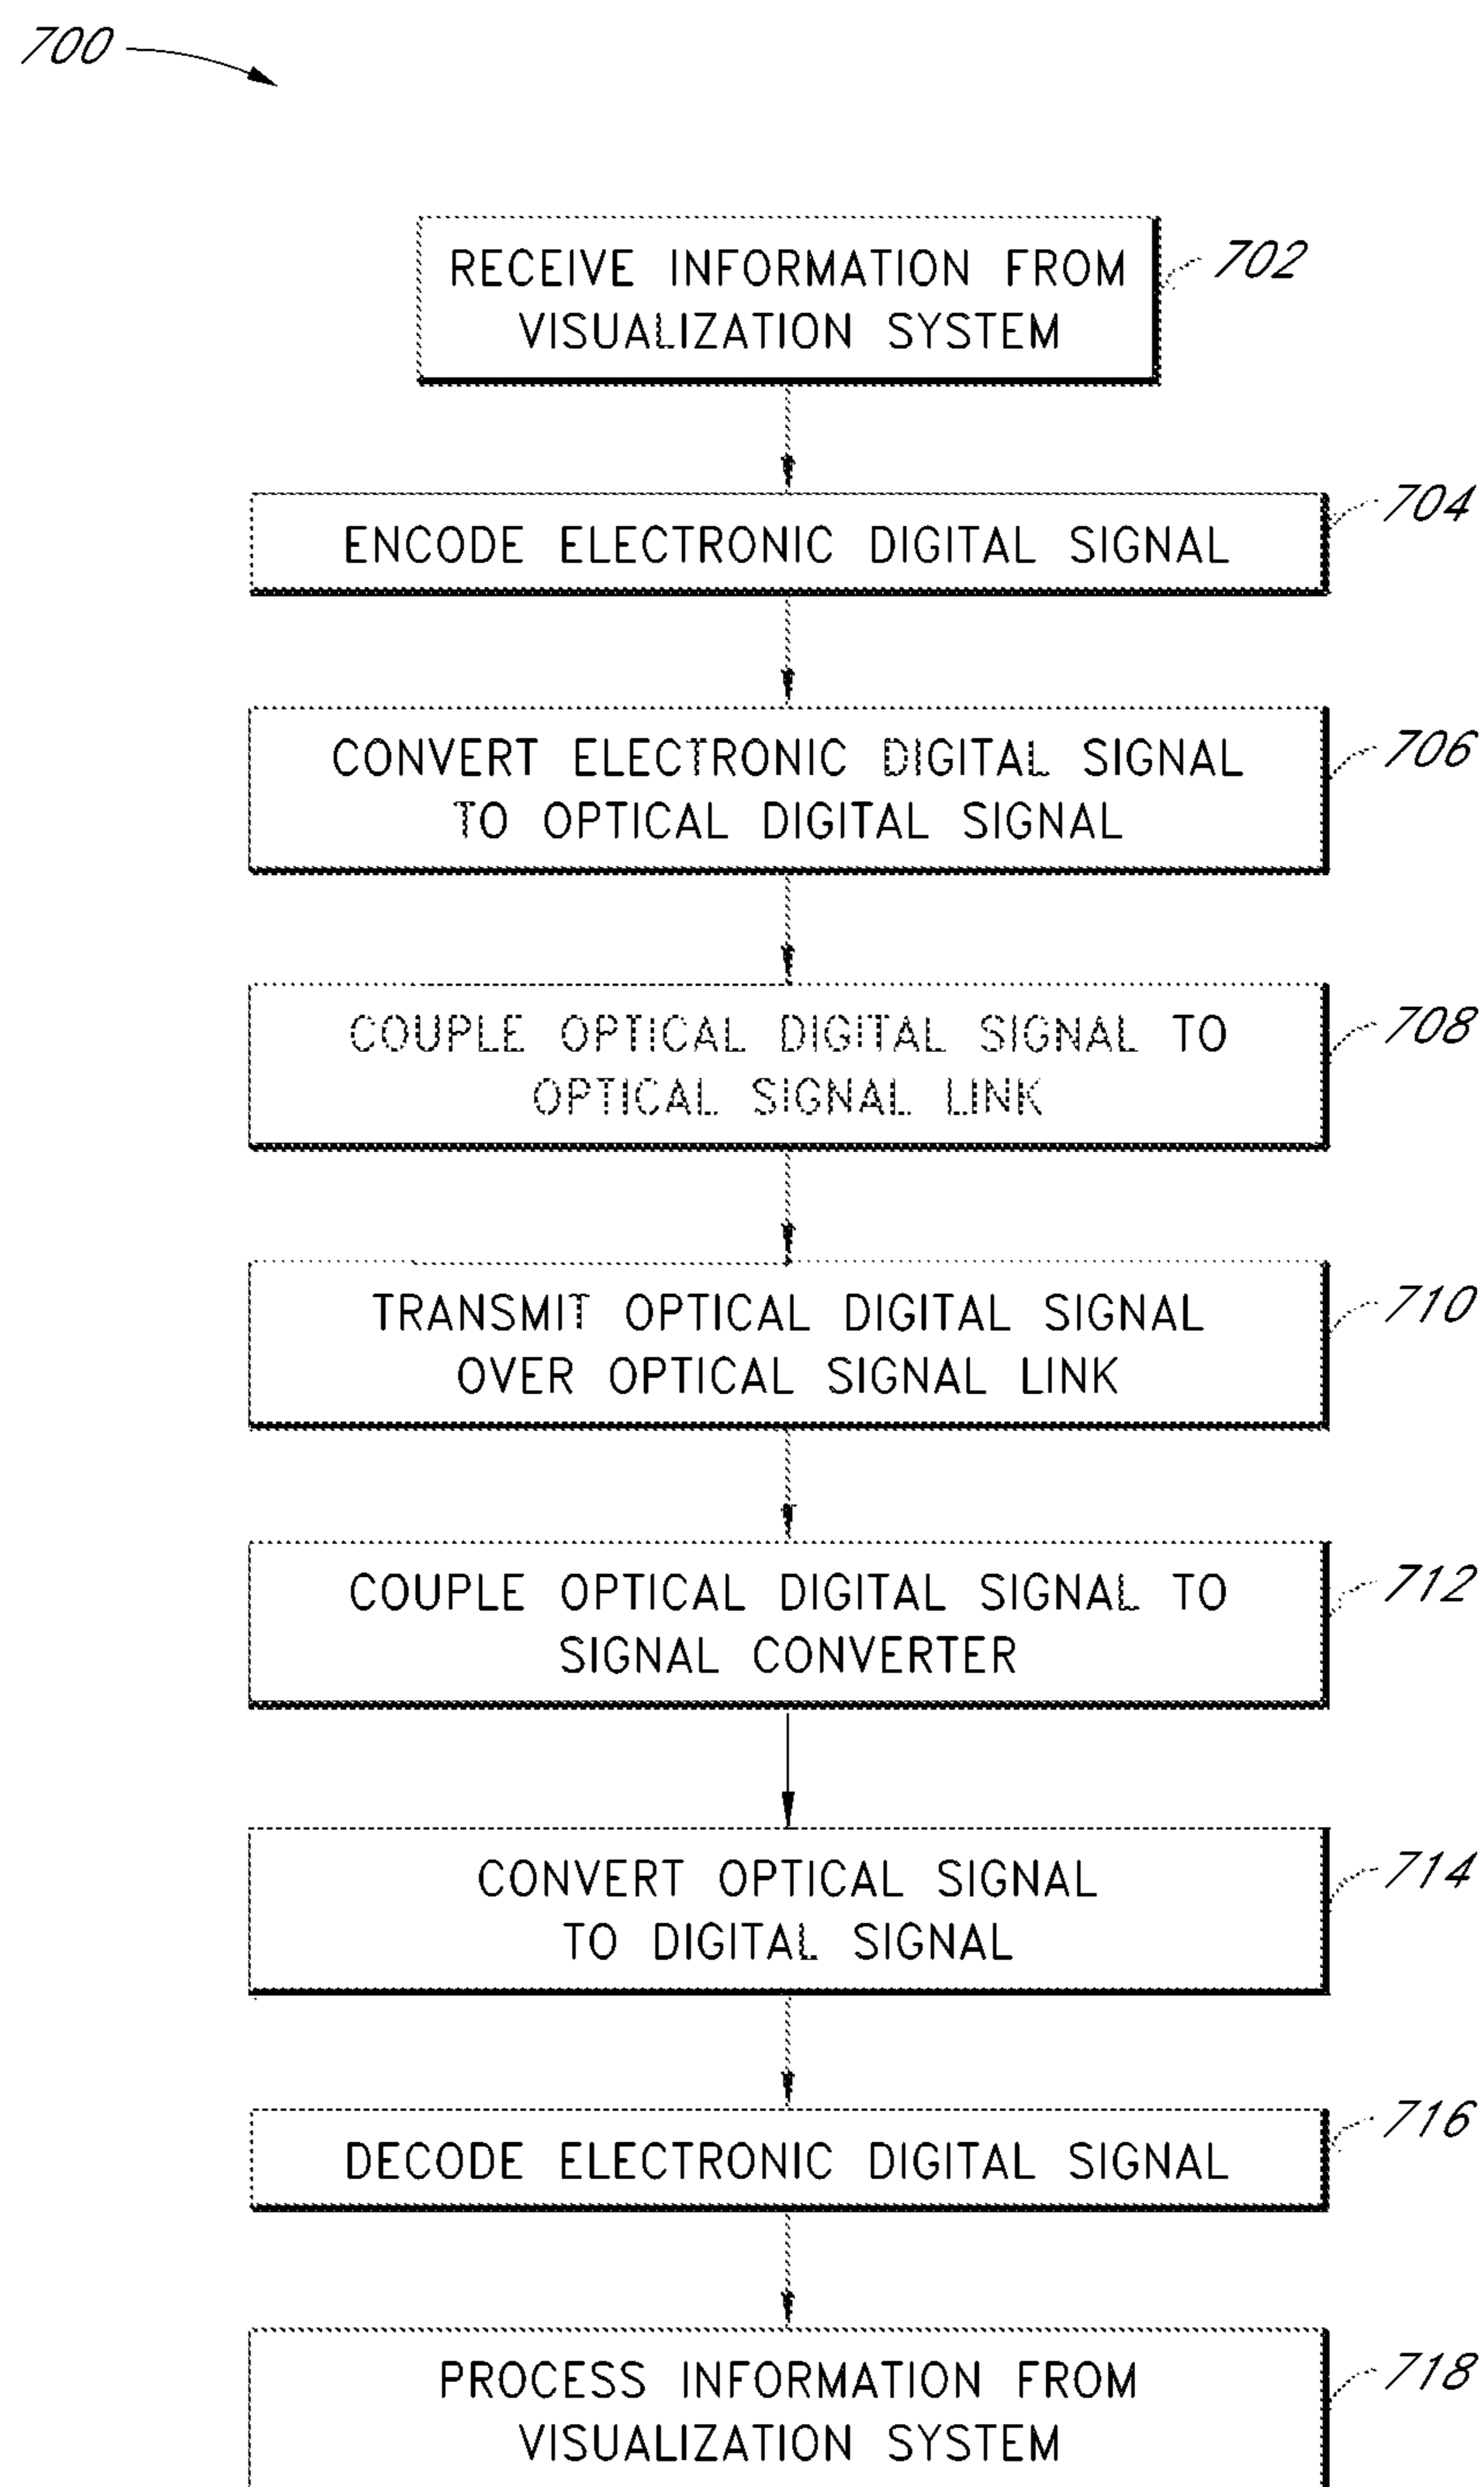 700
RECEIVE INFORMATION FROM
VISUALIZATION SYSTEM
702
ENCODE ELECTRONIC DIGITAL SIGNAL
704
CONVERT ELECTRONIC DIGITAL SIGNAL
TO OPTICAL DIGITAL SIGNAL
706
COUPLE OPTICAL DIGITAL SIGNAL TO
OPTICAL SIGNAL LINK
708
TRANSMIT OPTICAL DIGITAL SIGNAL
OVER OPTICAL SIGNAL LINK
710
COUPLE OPTICAL DIGITAL SIGNAL TO
SIGNAL CONVERTER
712
CONVERT OPTICAL SIGNAL
TO DIGITAL SIGNAL
714
DECODE ELECTRONIC DIGITAL SIGNAL
716
PROCESS INFORMATION FROM
VISUALIZATION SYSTEM
718